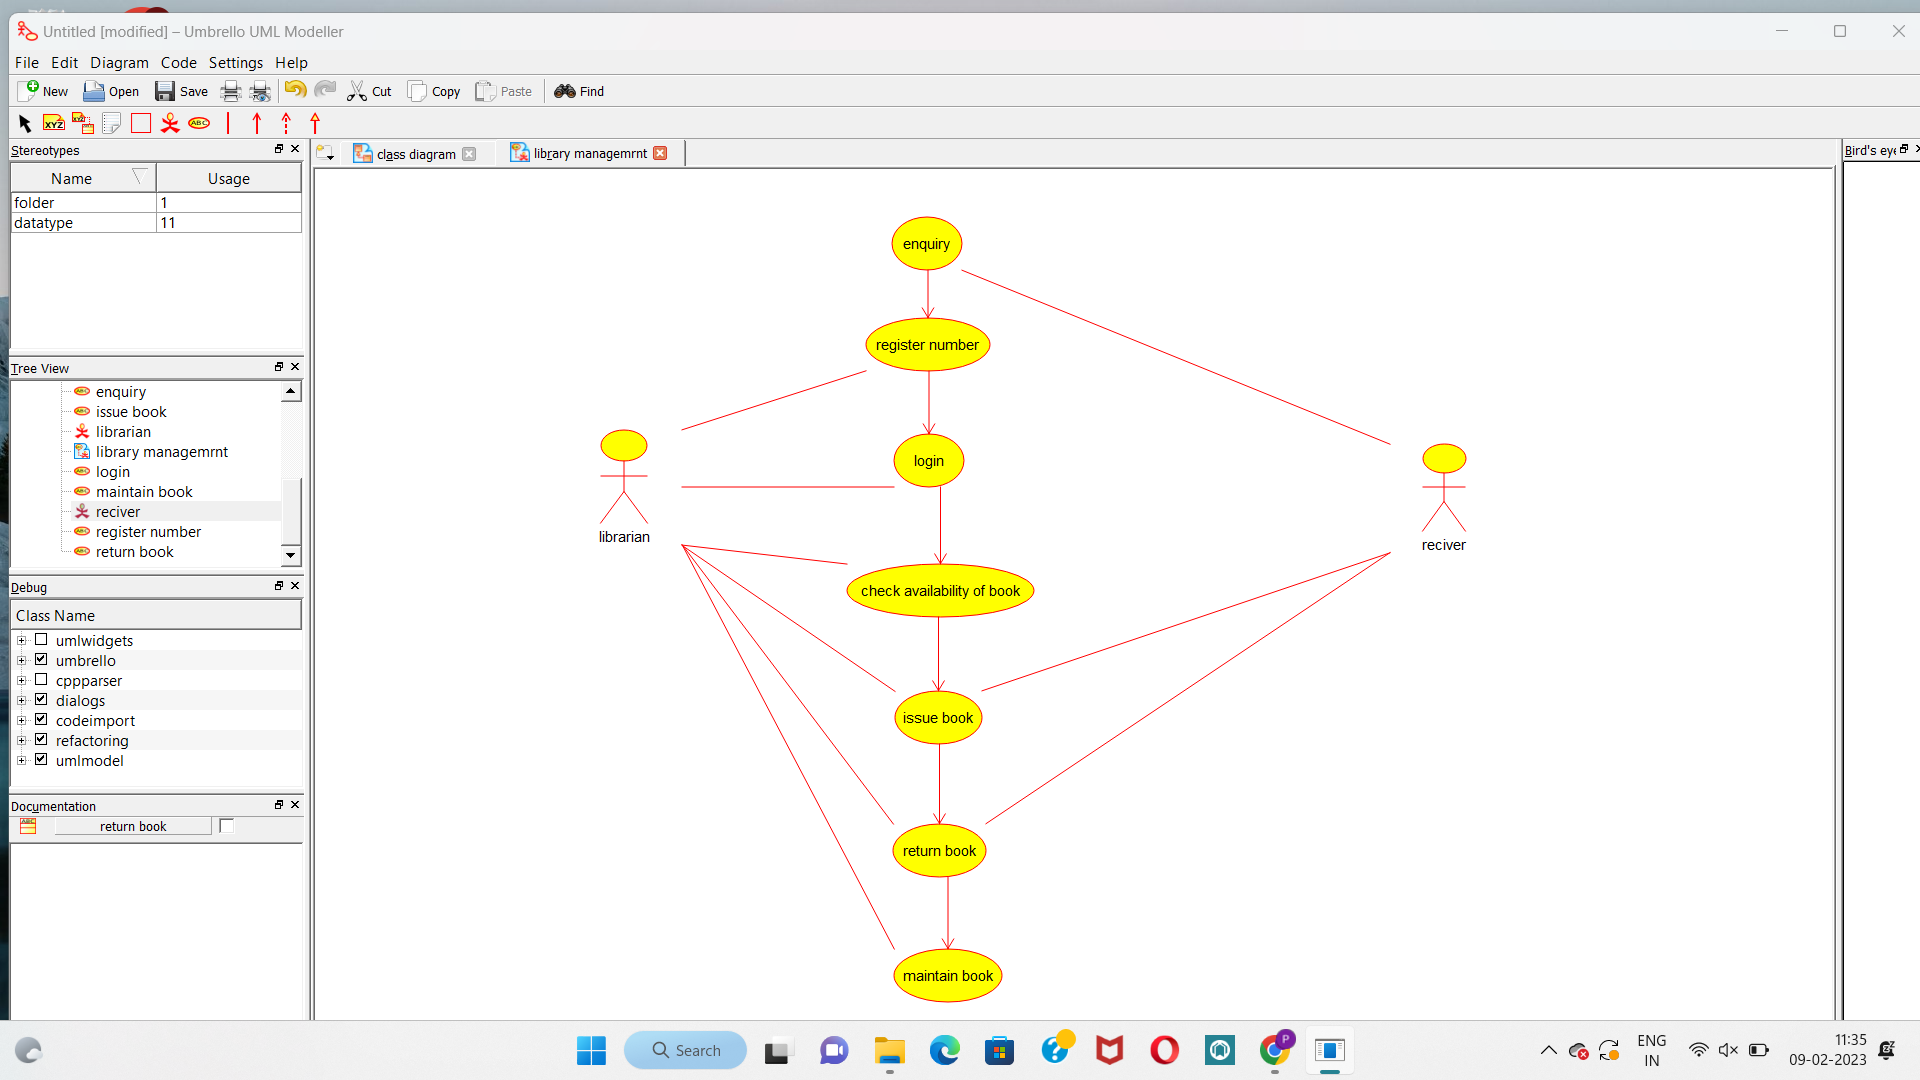 Untitled [modified] – Umbrello UML Modeller
File Edit Diagram Code Settings Help
New Open Save Cut Copy Paste Find
XYZ XYZ ABC
Stereotypes
Name Usage
folder 1
datatype 11
Tree View
enquiry
issue book
librarian
library managemrnt
login
maintain book
reciver
register number
return book
Debug
Class Name
umlwidgets
umbrello
cppparser
dialogs
codeimport
refactoring
umlmodel
Documentation
return book
class diagram library managemrnt
Bird's eye
enquiry
register number
login
librarian
reciver
check availability of book
issue book
return book
maintain book
Search
P
ENG
IN
11:35
09-02-2023